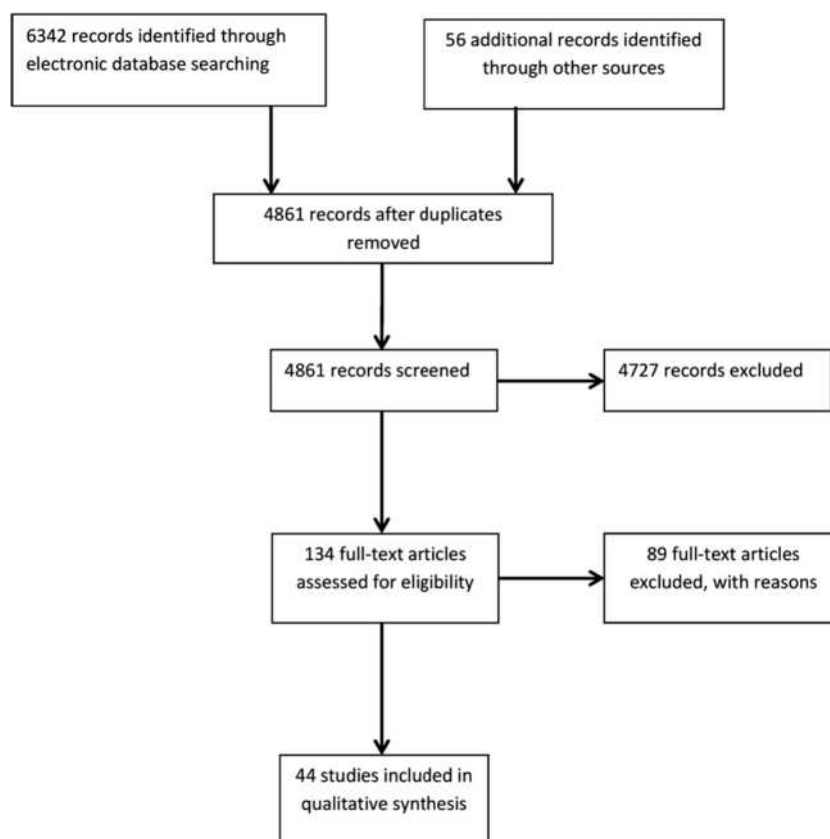 6342 records identified through
electronic database searching
56 additional records identified
through other sources
4861 records after duplicates
removed
4861 records screened
4727 records excluded
134 full-text articles
assessed for eligibility
89 full-text articles
excluded, with reasons
44 studies included in
qualitative synthesis